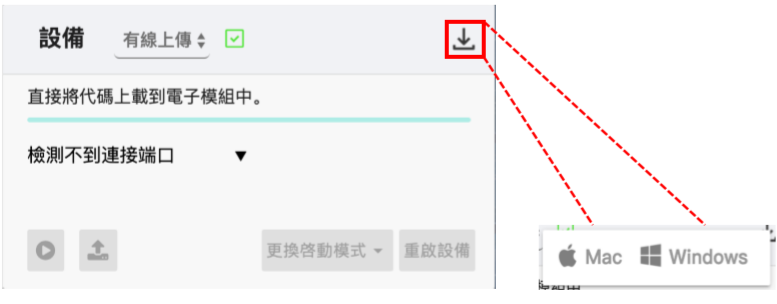 設備 有線上傳
直接將代碼上載到電子模組中。
檢測不到連接端口
更換啓動模式 重啟設備
Mac Windows